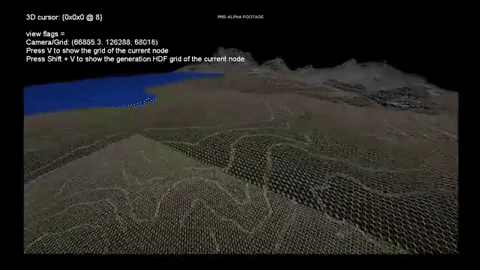 3D cursor: {0x0x0 @ 8}
PRE-ALPHA FOOTAGE
view flags =
Camera/Grid: (66885.3, 126288, 68018)
Press V to show the grid of the current node
Press Shift + V to show the generation HDF grid of the current node